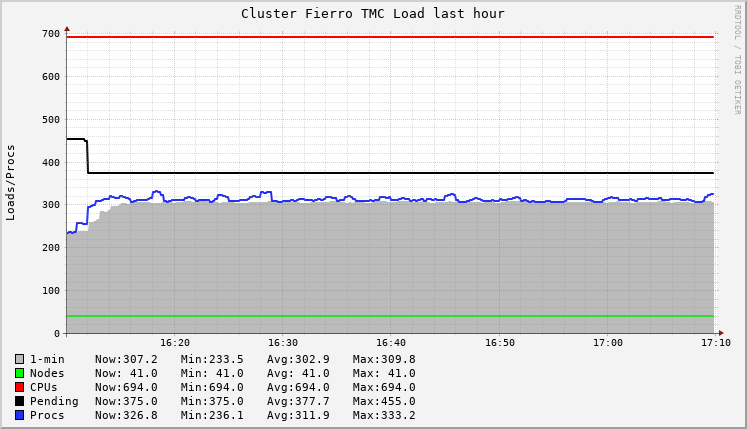 Cluster Fierro TMC Load last hour
RRDTOOL / TOBI OETIKER
Loads/Procs
700
600
500
400
300
200
100
0
16:20 16:30 16:40 16:50 17:00 17:10
1-min Now:307.2 Min:233.5 Avg:302.9 Max:309.8
Nodes Now: 41.0 Min: 41.0 Avg: 41.0 Max: 41.0
CPUs Now:694.0 Min:694.0 Avg:694.0 Max:694.0
Pending Now:375.0 Min:375.0 Avg:377.7 Max:455.0
Procs Now:326.8 Min:236.1 Avg:311.9 Max:333.2